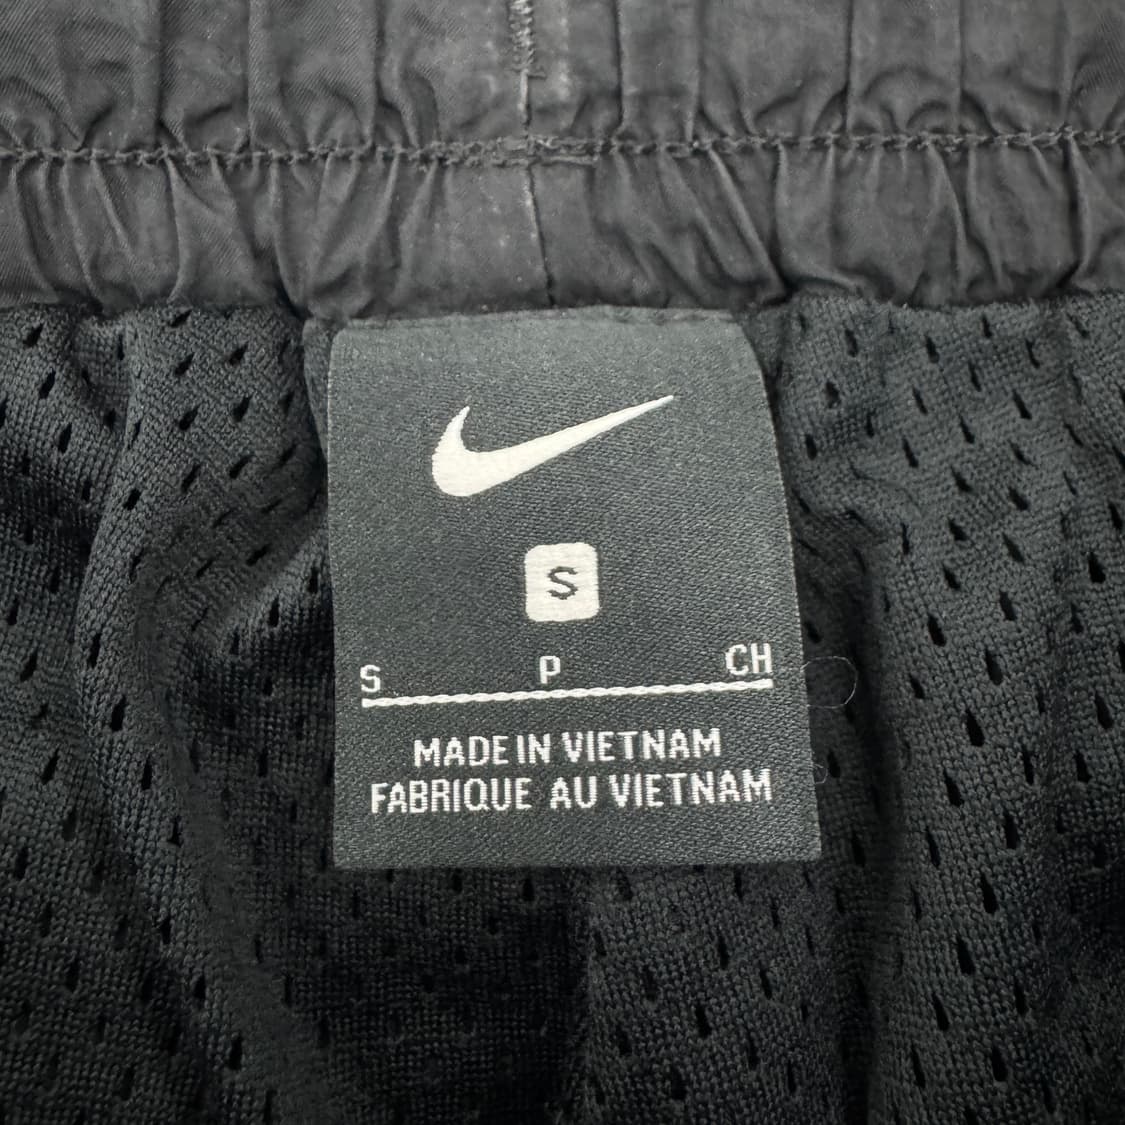 S
S P CH
MADE IN VIETNAM
FABRIQUE AU VIETNAM